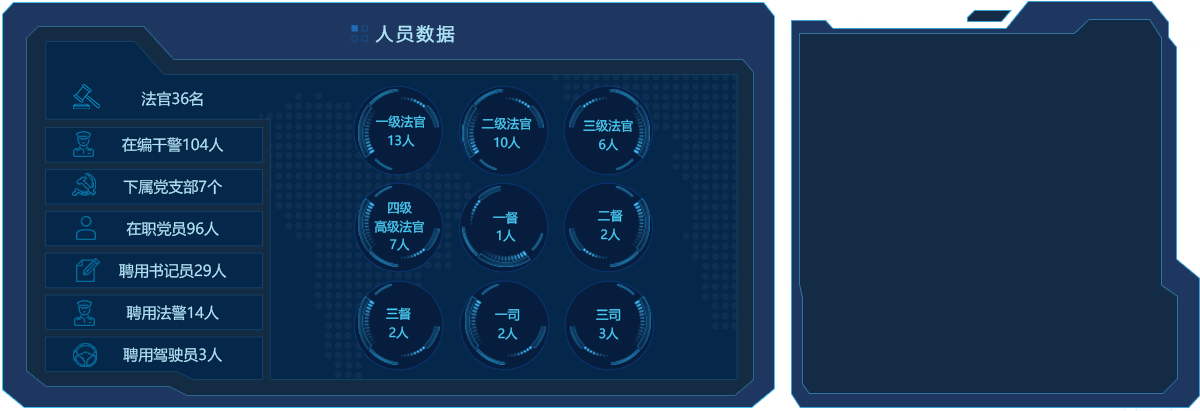 人员数据
法官36名
在编干警104人
下属党支部7个
在职党员96人
聘用书记员29人
聘用法警14人
聘用驾驶员3人
一级法官
13人
二级法官
10人
三级法官
6人
四级
高级法官
7人
一督
1人
二督
2人
三督
2人
一司
2人
三司
3人